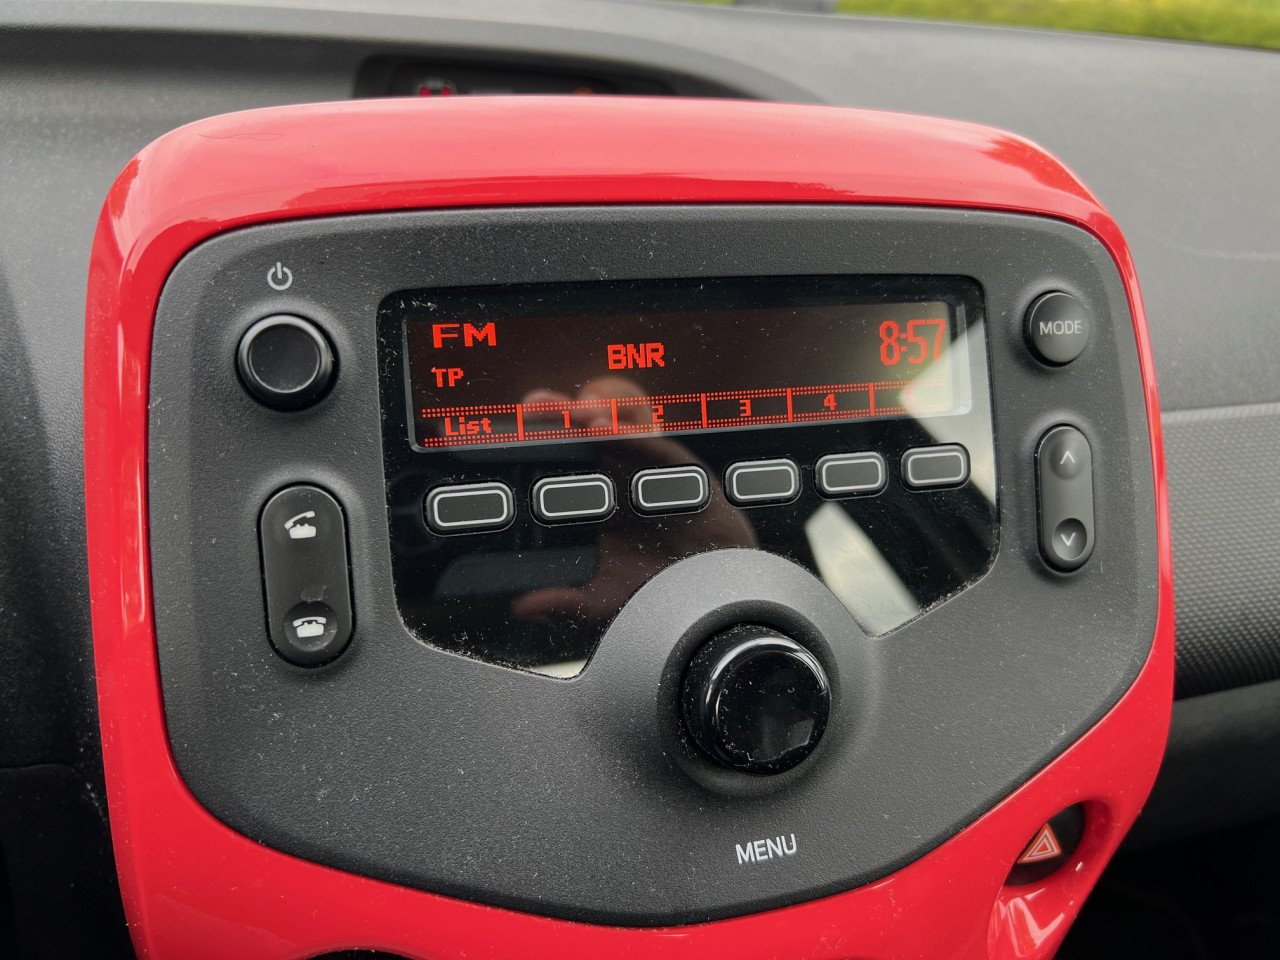 FM
8:57
BNR
TP
List 1 2 3 4
MODE
MENU